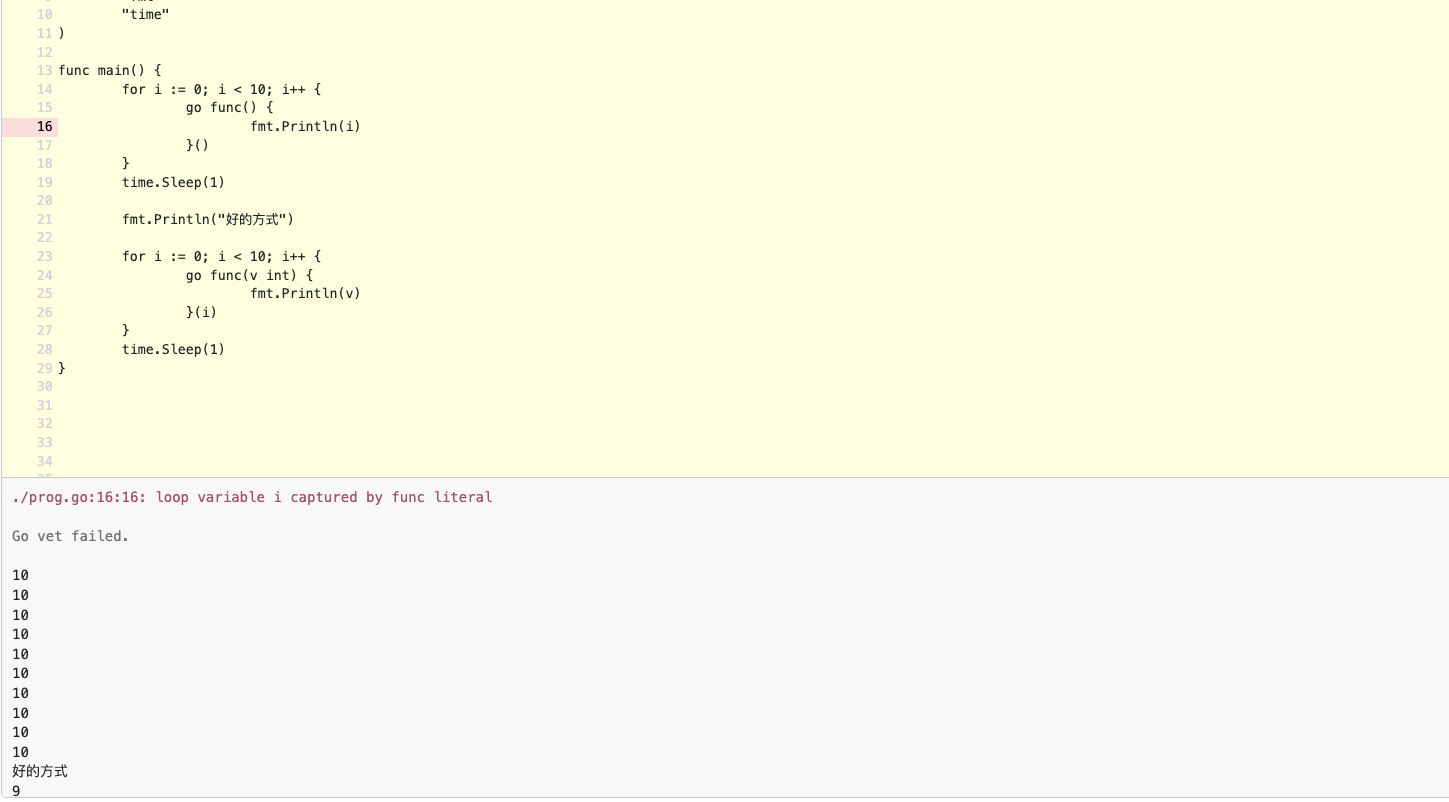 10 "time"
11 )
12
13 func main() {
14 for i := 0; i < 10; i++ {
15 go func() {
16 fmt.Println(i)
17 }()
18 }
19 time.Sleep(1)
20
21 fmt.Println("好的方式")
22
23 for i := 0; i < 10; i++ {
24 go func(v int) {
25 fmt.Println(v)
26 }(i)
27 }
28 time.Sleep(1)
29 }
30
31
32
33
34
./prog.go:16:16: loop variable i captured by func literal
Go vet failed.
10
10
10
10
10
10
10
10
10
10
好的方式
9